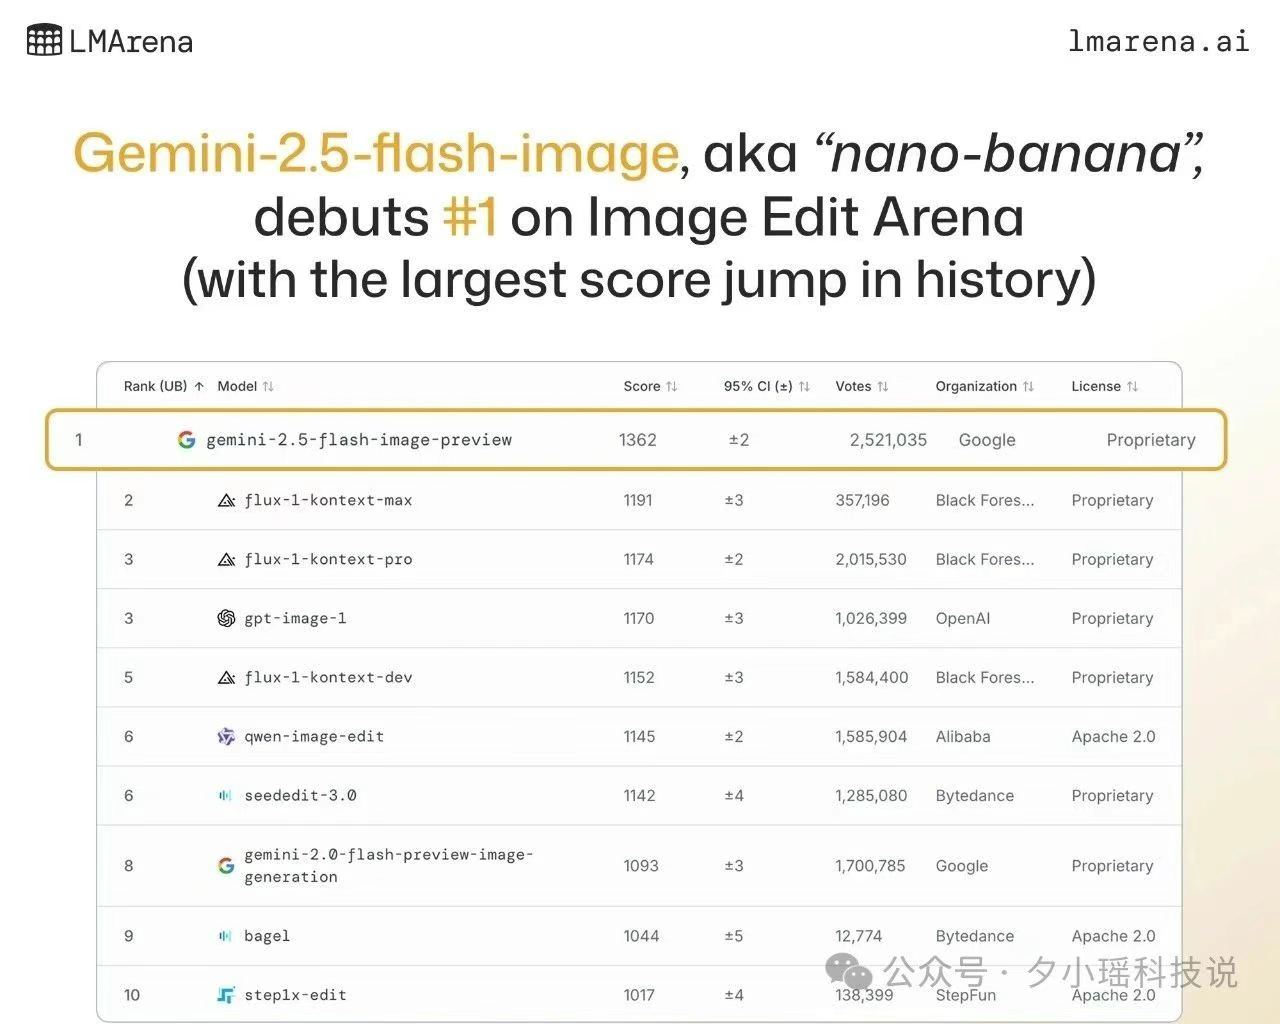 LMArena
lmarena.ai
Gemini-2.5-flash-image, aka “nano-banana”,
debuts #1 on Image Edit Arena
(with the largest score jump in history)
Rank (UB) ↑ Model ↑↓ Score ↑↓ 95% CI (±) ↑↓ Votes ↑↓ Organization ↑↓ License ↑↓
1 gemini-2.5-flash-image-preview 1362 ±2 2,521,035 Google Proprietary
2 flux-1-kontext-max 1191 ±3 357,196 Black Fores... Proprietary
3 flux-1-kontext-pro 1174 ±2 2,015,530 Black Fores... Proprietary
3 gpt-image-1 1170 ±3 1,026,399 OpenAI Proprietary
5 flux-1-kontext-dev 1152 ±3 1,584,400 Black Fores... Proprietary
6 qwen-image-edit 1145 ±2 1,585,904 Alibaba Apache 2.0
6 seededit-3.0 1142 ±4 1,285,080 Bytedance Proprietary
8 gemini-2.0-flash-preview-image-
generation 1093 ±3 1,700,785 Google Proprietary
9 bagel 1044 ±5 12,774 Bytedance Apache 2.0
公众号 · 夕小瑶科技说
10 step1x-edit 1017 ±4 138,399 StepFun Apache 2.0